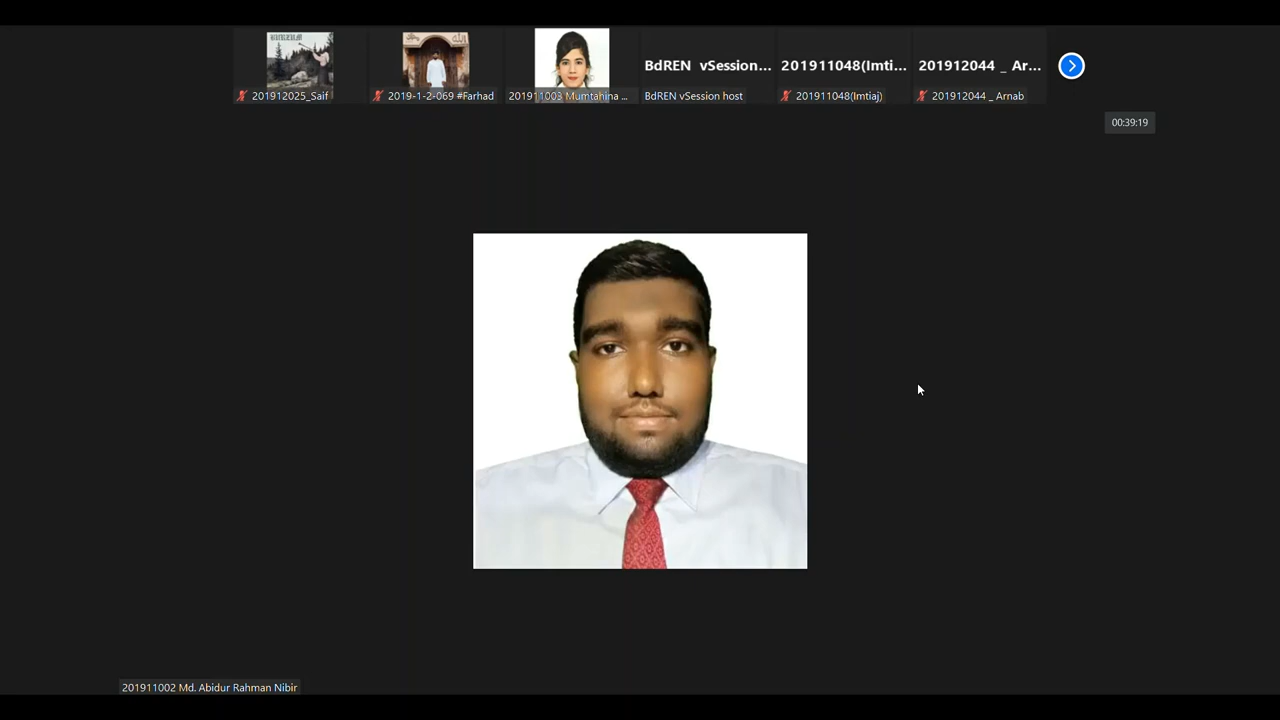 BURZUM
BdREN vSession...
201911048(Imti...
201912044 _ Ar...
201912025_Saif
2019-1-2-069 #Farhad
201911003 Mumtahina ...
BdREN vSession host
201911048(Imtiaj)
201912044 _ Arnab
00:39:19
201911002 Md. Abidur Rahman Nibir